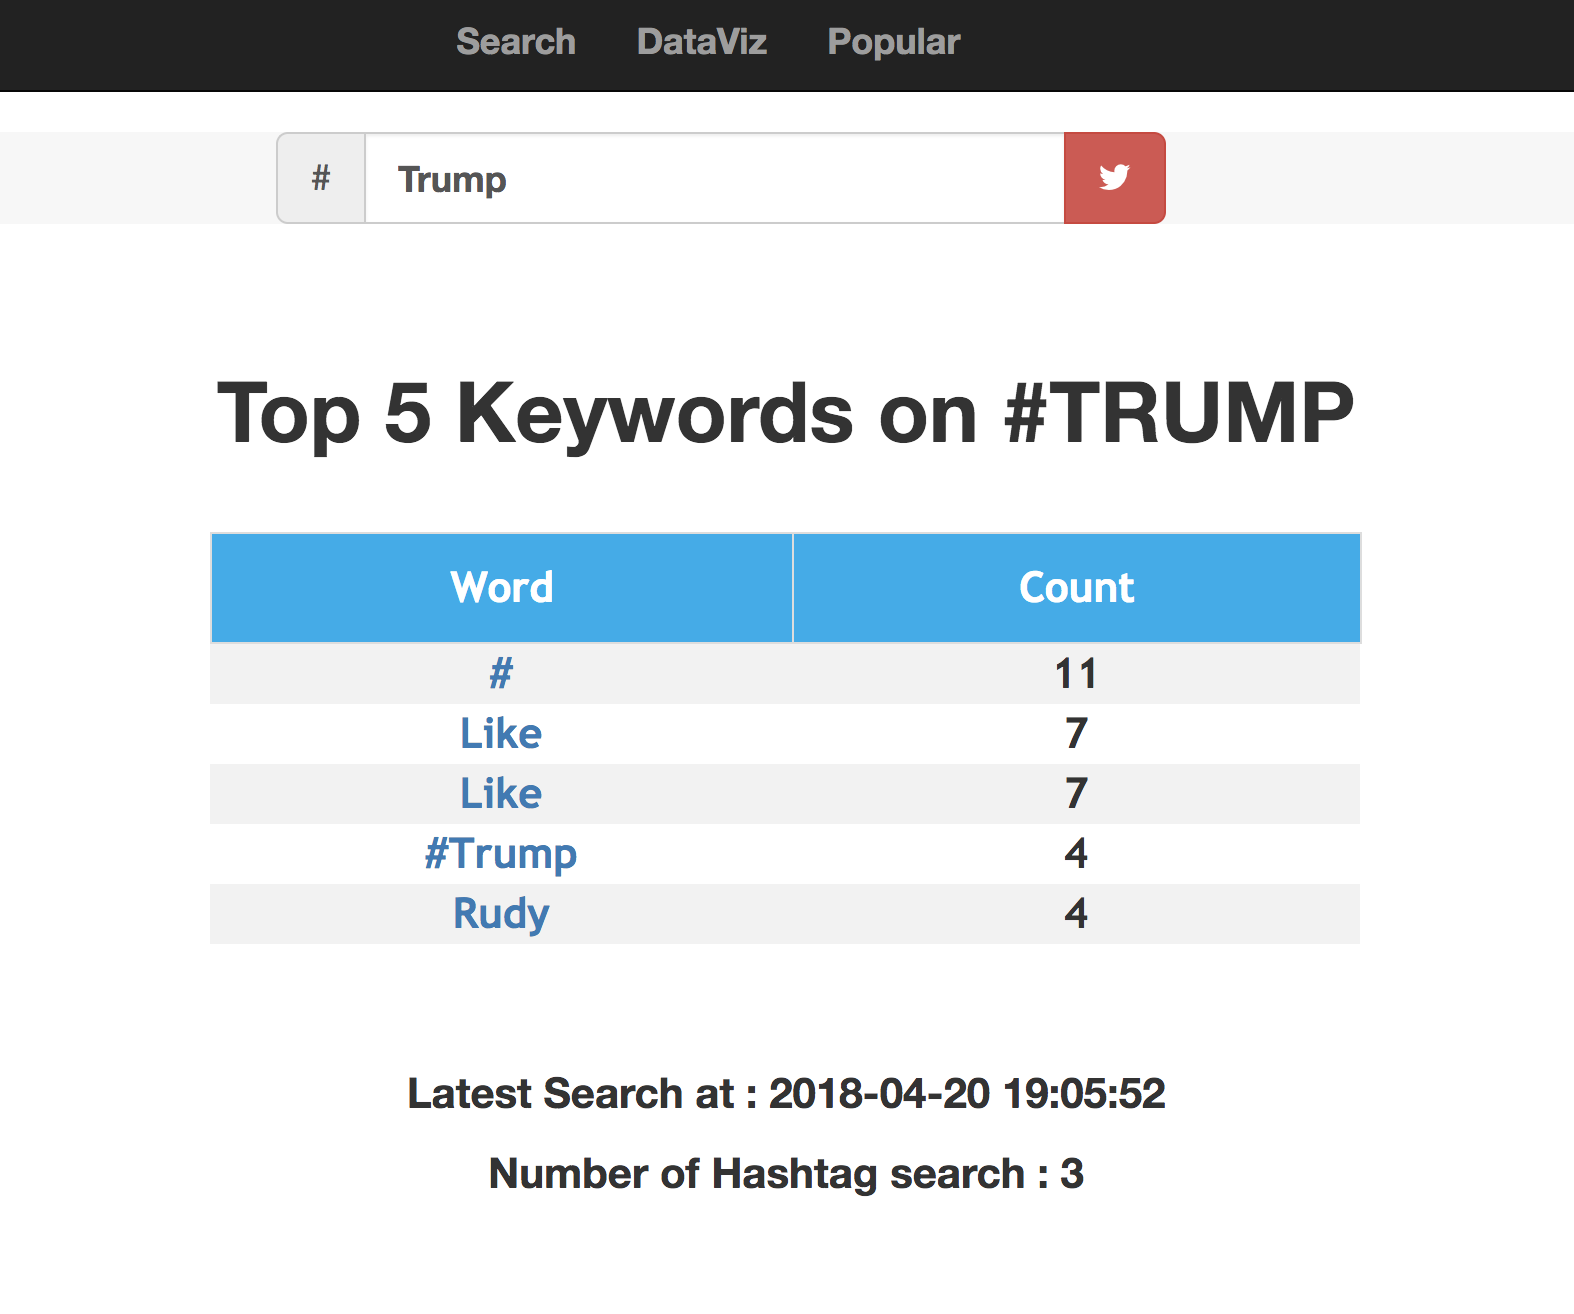 Search DataViz Popular
# Trump
Top 5 Keywords on #TRUMP
Word Count
# 11
Like 7
Like 7
#Trump 4
Rudy 4
Latest Search at : 2018-04-20 19:05:52
Number of Hashtag search : 3